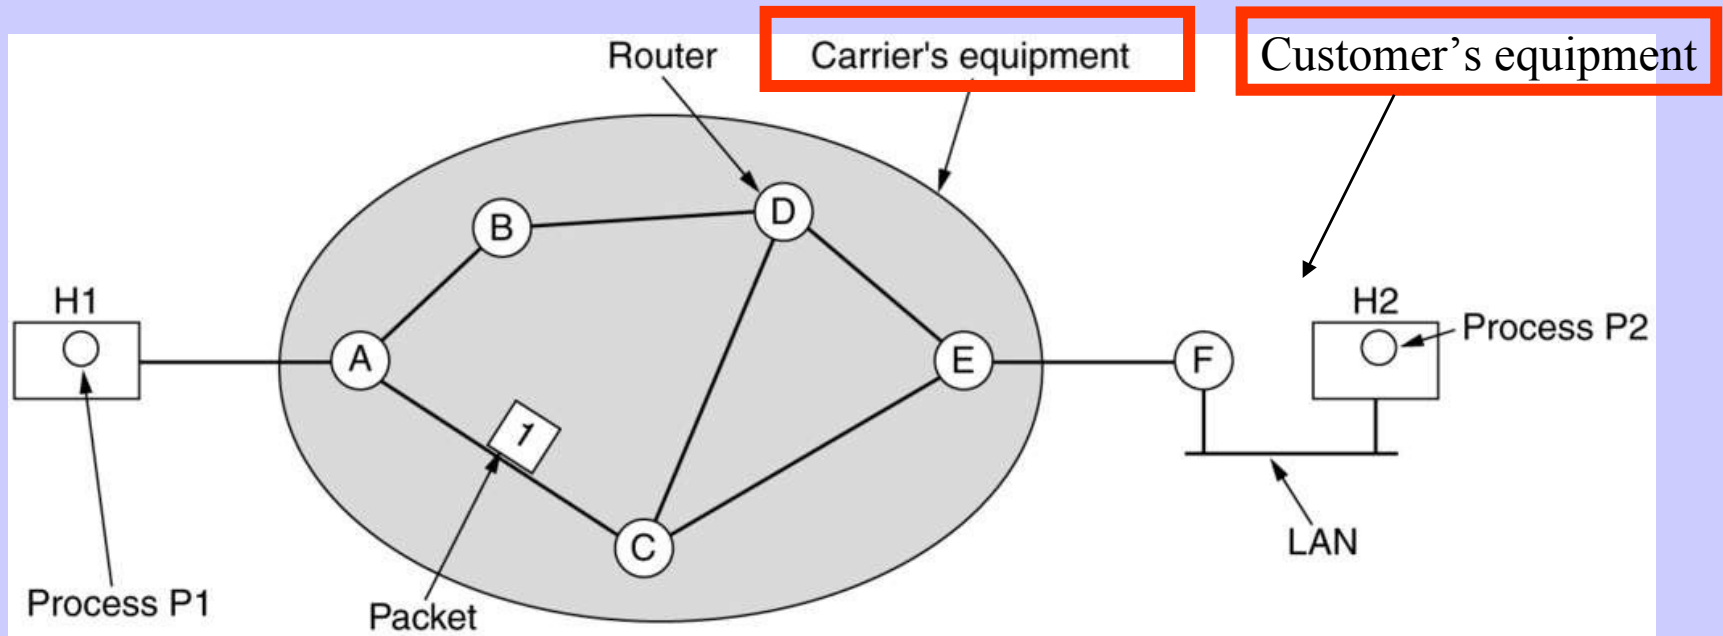 Router
Carrier's equipment
Customer’s equipment
B
D
H1
H2
Process P2
A
E
F
1
C
LAN
Process P1
Packet